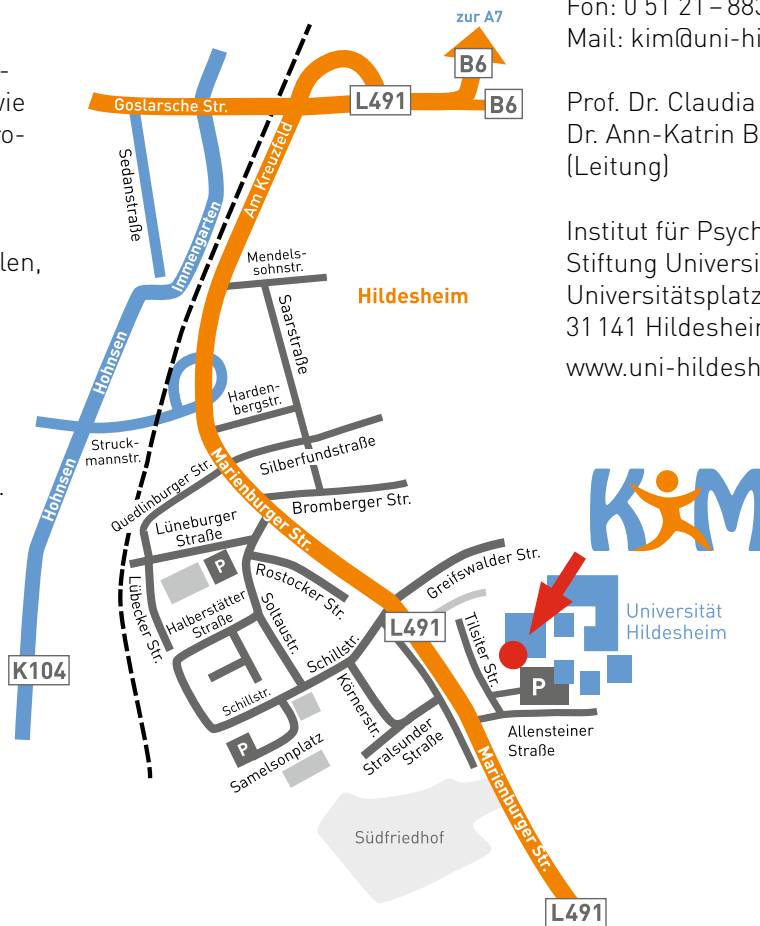 -
wie
ro-
len,
.
Fon: 0 51 21 – 883
Mail: kim@uni-hi
Prof. Dr. Claudia
Dr. Ann-Katrin B
(Leitung)
Institut für Psych
Stiftung Universi
Universitätsplatz
31 141 Hildesheim
www.uni-hildesh
zur A7
B6
B6
L491
Goslarsche Str.
Sedanstraße
Am Kreuzfeld
Immengarten
Mendels-
sohnstr.
Hildesheim
Saarstraße
Hohnsen
Harden-
bergstr.
Struck-
mannstr.
Hohnsen
Marienburger Str.
Silberfundstraße
Quedlinburger Str.
Bromberger Str.
KiM
Lüneburger
Straße
P
Rostocker Str.
Greifswalder Str.
Lübecker Str.
Halberstätter
Straße
Soltaustr.
L491
Tilsiter Str.
Universität
Hildesheim
K104
Schillstr.
Schillstr.
Körnerstr.
P
P
Samelsonplatz
Stralsunder
Straße
Allensteiner
Straße
Marienburger Str.
Südfriedhof
L491